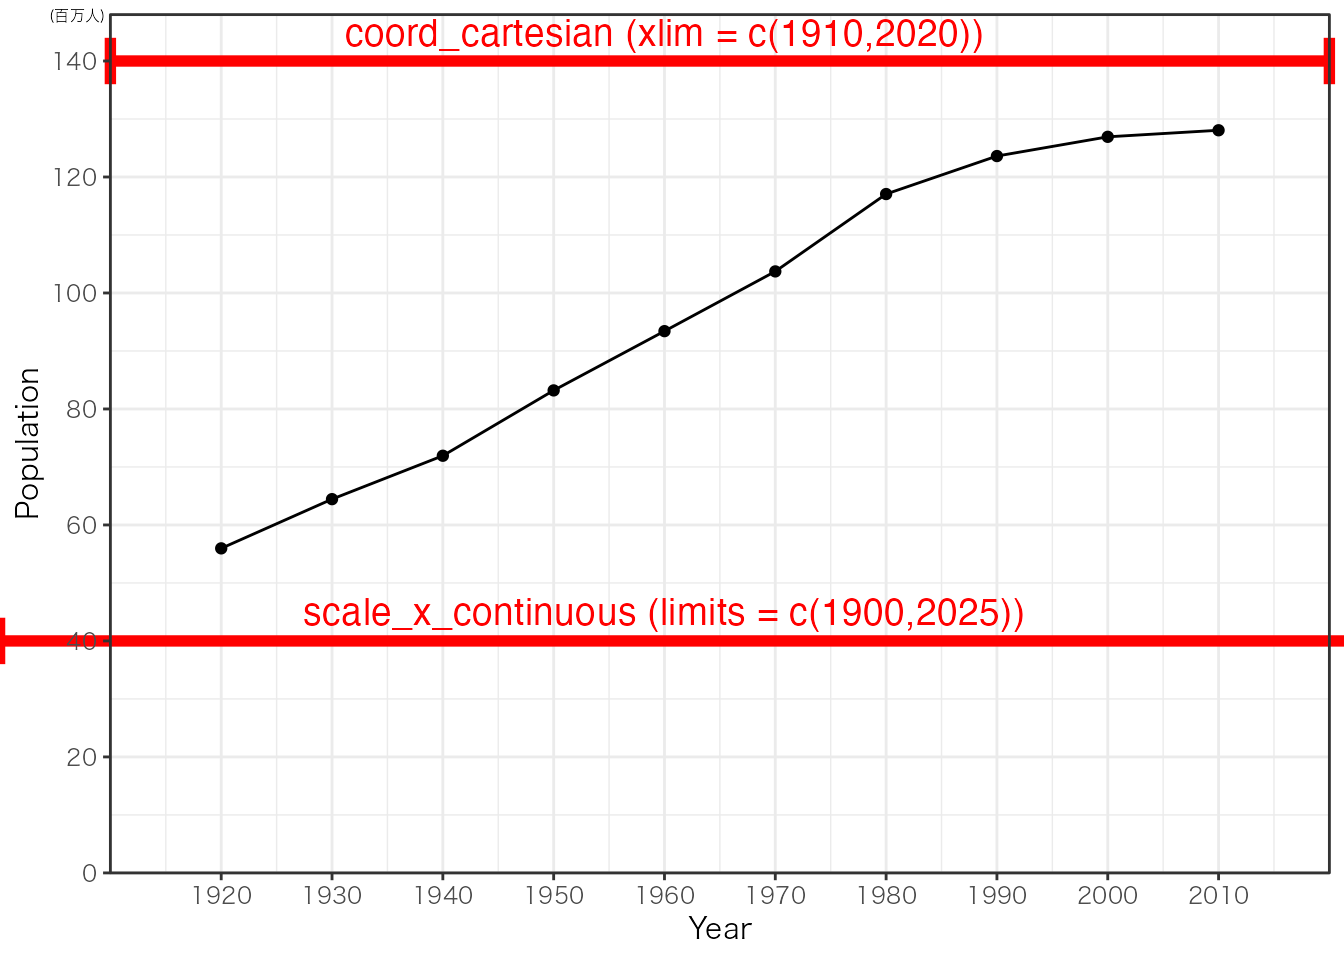 (百万人)
coord_cartesian (xlim = c(1910,2020))
140
120
100
80
60
scale_x_continuous (limits = c(1900,2025))
40
20
0
Population
1920 1930 1940 1950 1960 1970 1980 1990 2000 2010
Year